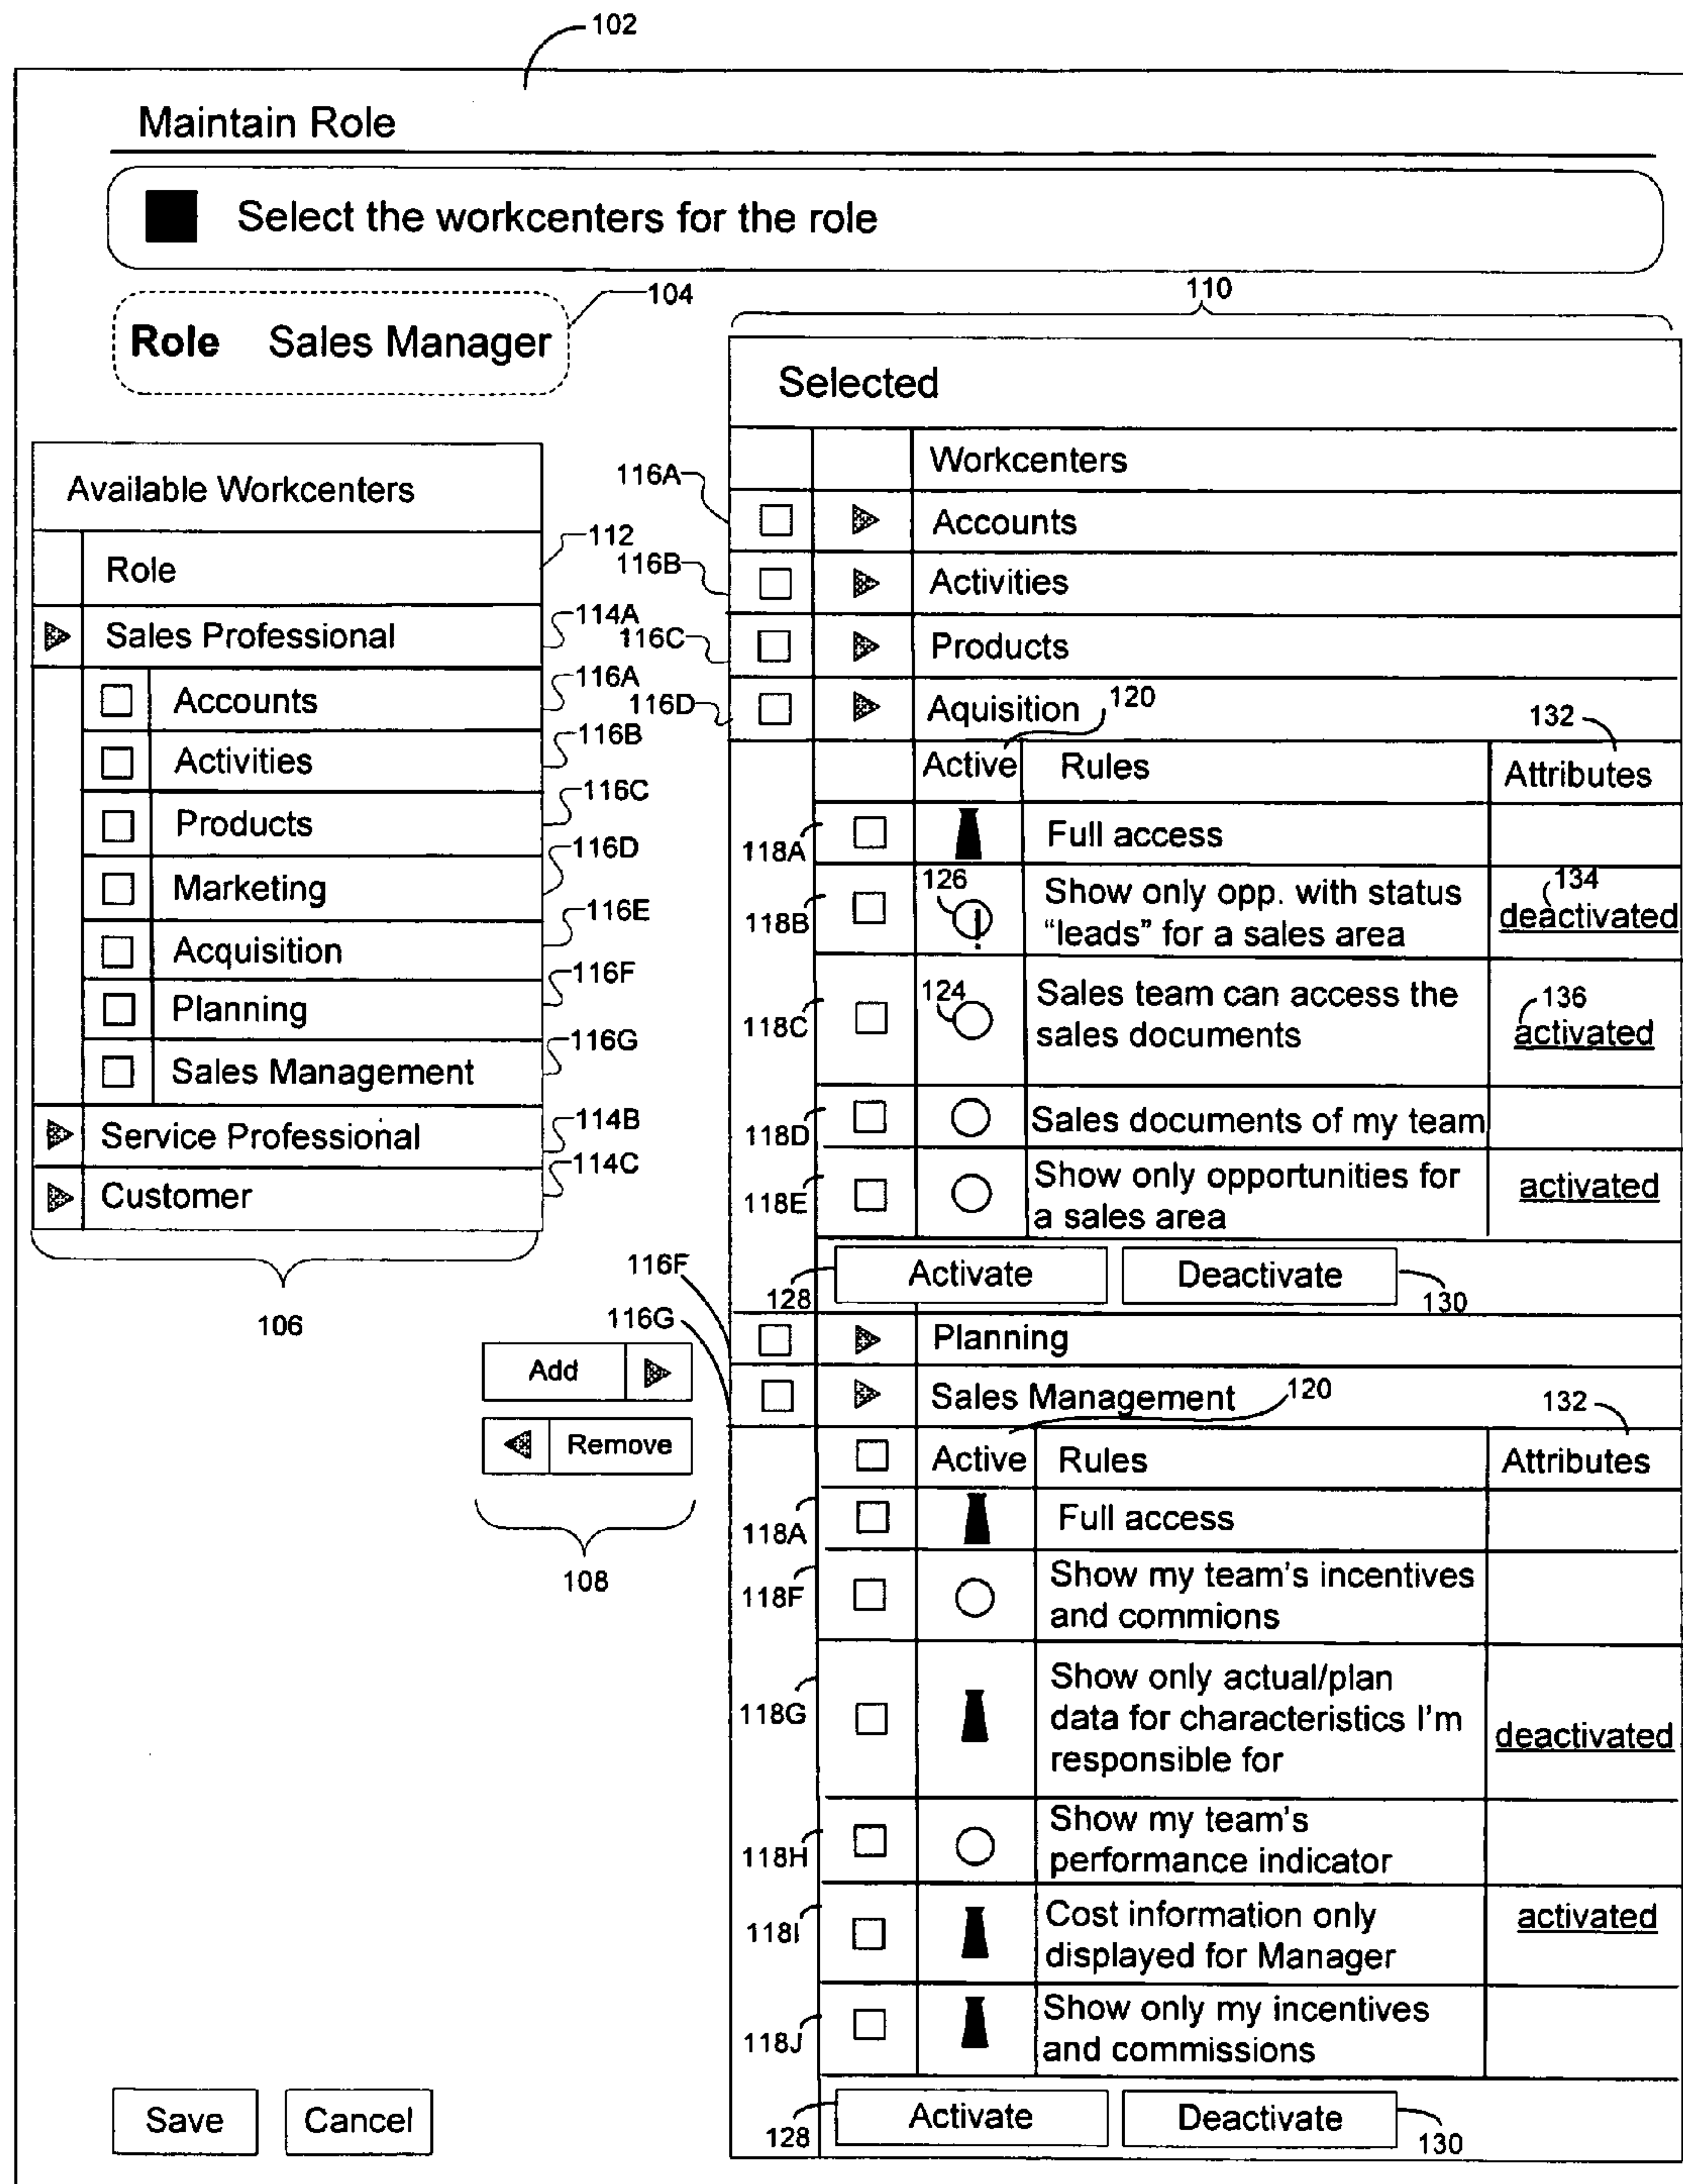 102
Maintain Role
Select the workcenters for the role
104
Role Sales Manager
110
Selected
Available Workcenters
Role
112
Sales Professional
114A
Accounts
116A
Activities
116B
Products
116C
Marketing
116D
Acquisition
116E
Planning
116F
Sales Management
116G
Service Professional
114B
Customer
114C
106
Add
Remove
108
Workcenters
116A
Accounts
116B
Activities
116C
Products
116D
Aquisition
120
132
Active Rules Attributes
118A
Full access
118B
126
Show only opp. with status
"leads" for a sales area
134
deactivated
118C
124
Sales team can access the
sales documents
136
activated
118D
Sales documents of my team
118E
Show only opportunities for
a sales area
activated
128
Activate
Deactivate
130
116F
Planning
116G
Sales Management
120
132
Active Rules Attributes
118A
Full access
118F
Show my team's incentives
and commions
118G
Show only actual/plan
data for characteristics I'm
responsible for
deactivated
118H
Show my team's
performance indicator
118I
Cost information only
displayed for Manager
activated
118J
Show only my incentives
and commissions
128
Activate
Deactivate
130
Save
Cancel